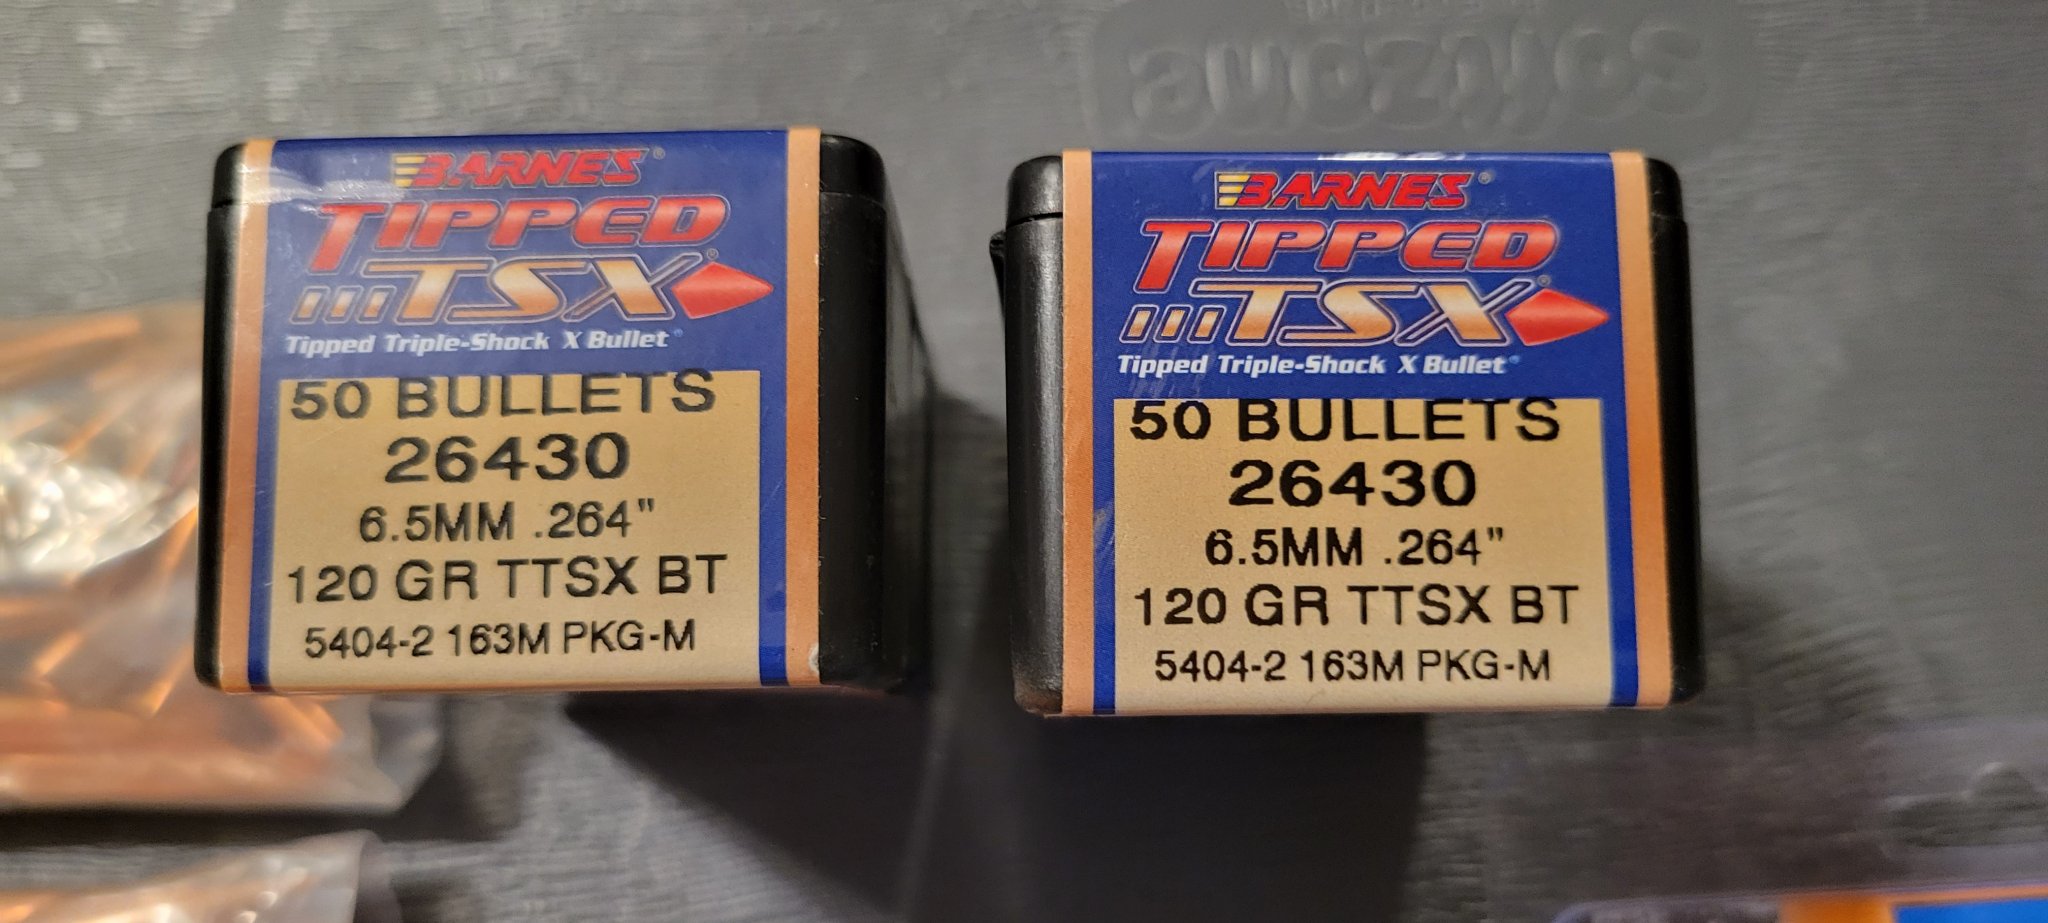 softzone
BARNES®
TIPPED
TSX®
Tipped Triple-Shock X Bullet®
50 BULLETS
26430
6.5MM .264"
120 GR TTSX BT
5404-2 163M PKG-M
BARNES®
TIPPED
TSX®
Tipped Triple-Shock X Bullet®
50 BULLETS
26430
6.5MM .264"
120 GR TTSX BT
5404-2 163M PKG-M